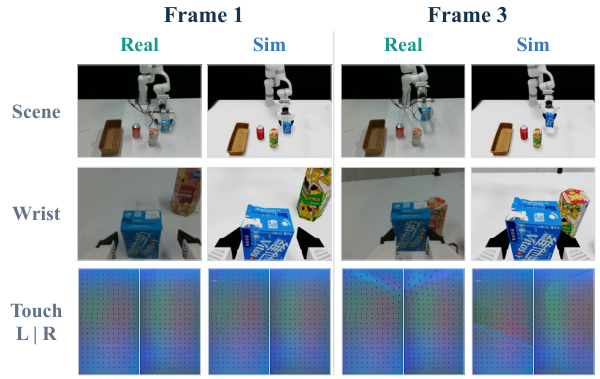 Frame 1 Frame 3
Real Sim Real Sim
Scene
Wrist
Touch
L | R